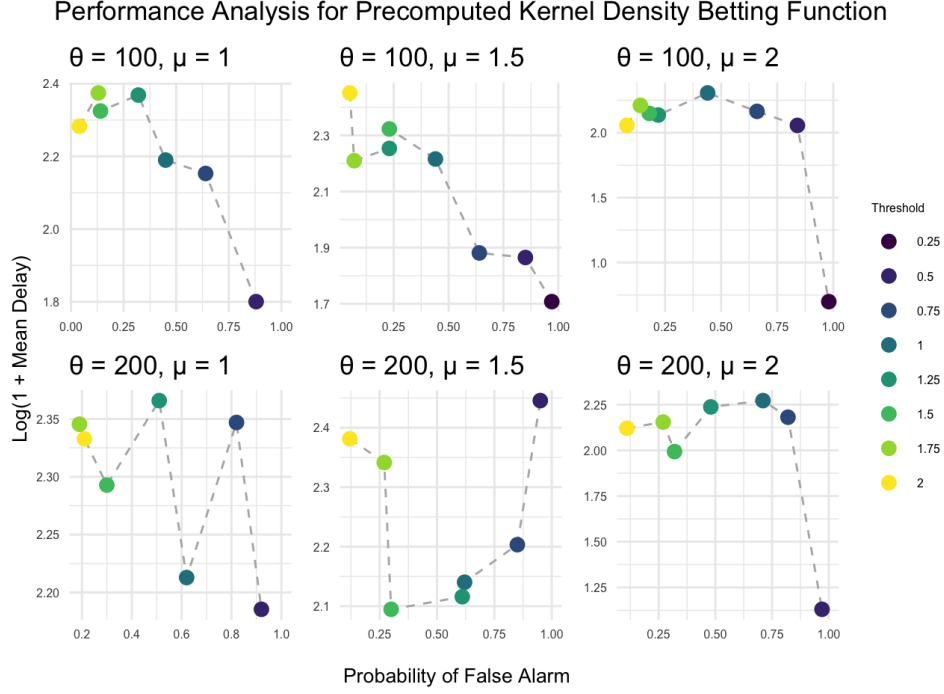 Performance Analysis for Precomputed Kernel Density Betting Function
θ = 100, μ = 1
θ = 100, μ = 1.5
θ = 100, μ = 2
2.4
2.2
2.0
1.8
0.00 0.25 0.50 0.75 1.00
2.3
2.1
1.9
1.7
0.25 0.50 0.75 1.00
2.0
1.5
1.0
0.25 0.50 0.75 1.00
θ = 200, μ = 1
θ = 200, μ = 1.5
θ = 200, μ = 2
2.35
2.30
2.25
2.20
0.2 0.4 0.6 0.8 1.0
2.4
2.3
2.2
2.1
0.25 0.50 0.75 1.00
2.25
2.00
1.75
1.50
1.25
0.25 0.50 0.75 1.00
Log(1 + Mean Delay)
Probability of False Alarm
Threshold
0.25
0.5
0.75
1
1.25
1.5
1.75
2